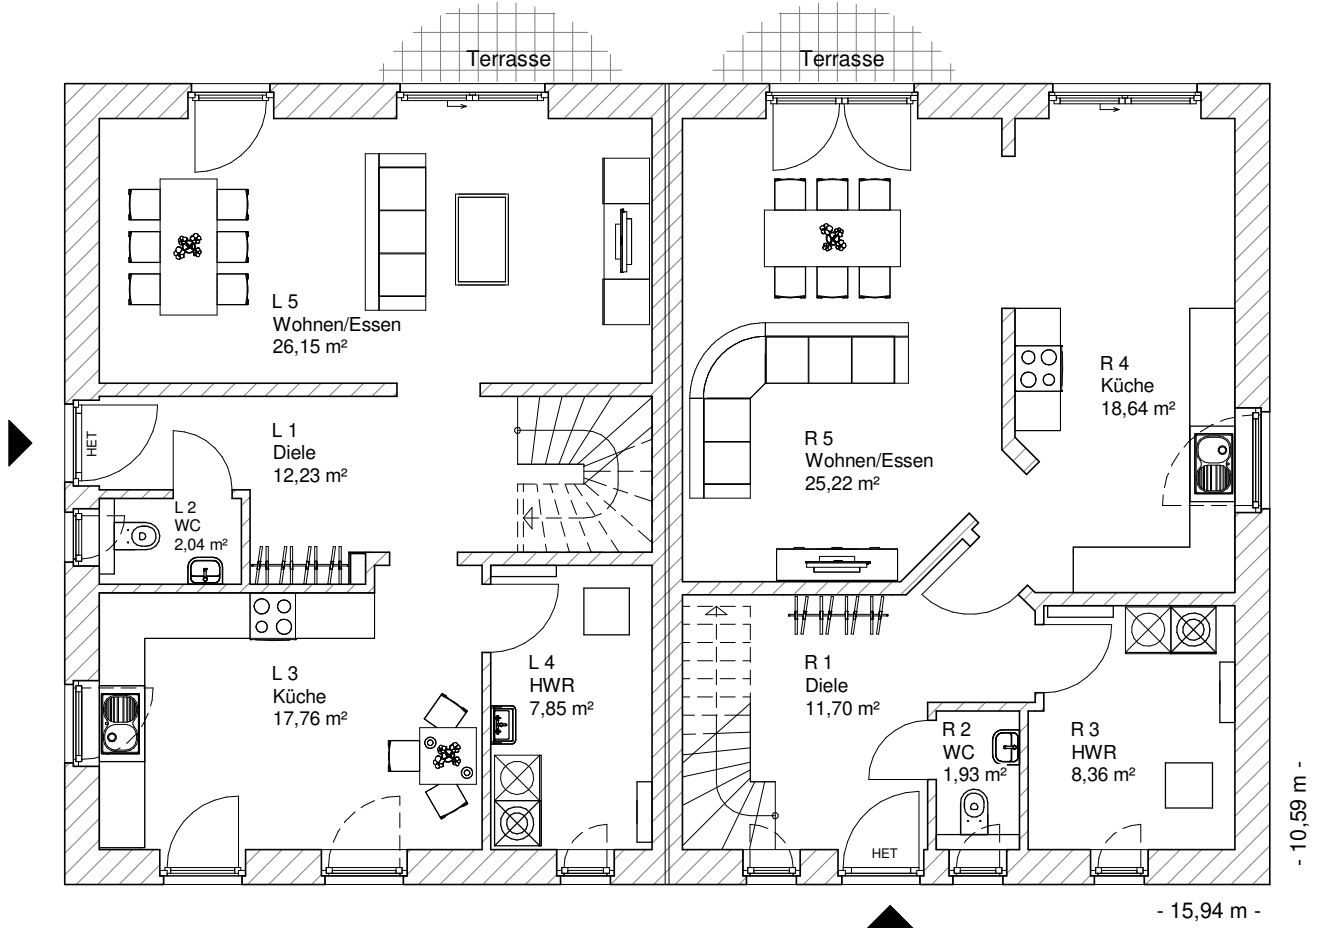 Terrasse
Terrasse
L 5
Wohnen/Essen
26,15 m²
R 4
Küche
18,64 m²
HET
L 1
Diele
12,23 m²
R 5
Wohnen/Essen
25,22 m²
L 2
WC
2,04 m²
L 3
Küche
17,76 m²
L 4
HWR
7,85 m²
R 1
Diele
11,70 m²
R 2
WC
1,93 m²
R 3
HWR
8,36 m²
HET
- 10,59 m -
- 15,94 m -